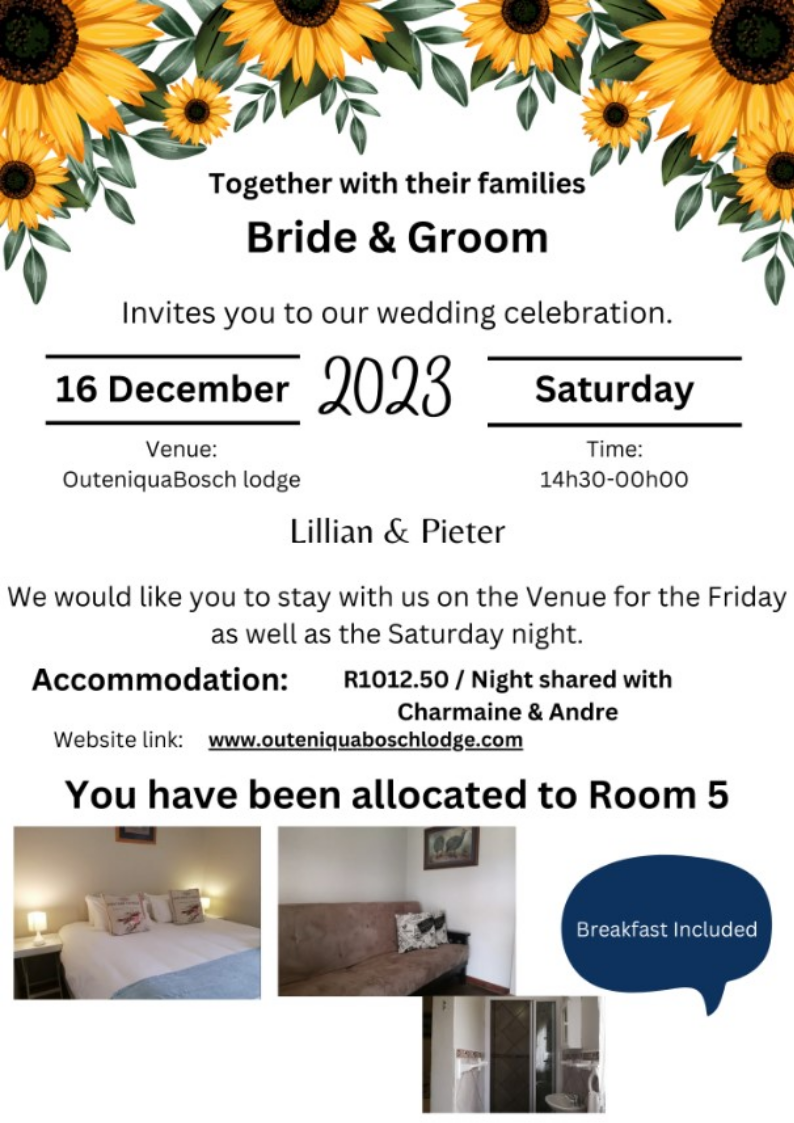 Together with their families
Bride & Groom
Invites you to our wedding celebration.
16 December 2023 Saturday
Venue:
OuteniquaBosch lodge
Time:
14h30-00h00
Lillian & Pieter
We would like you to stay with us on the Venue for the Friday
as well as the Saturday night.
Accommodation: R1012.50 / Night shared with
Charmaine & Andre
Website link: www.outeniquaboschlodge.com
You have been allocated to Room 5
Breakfast Included